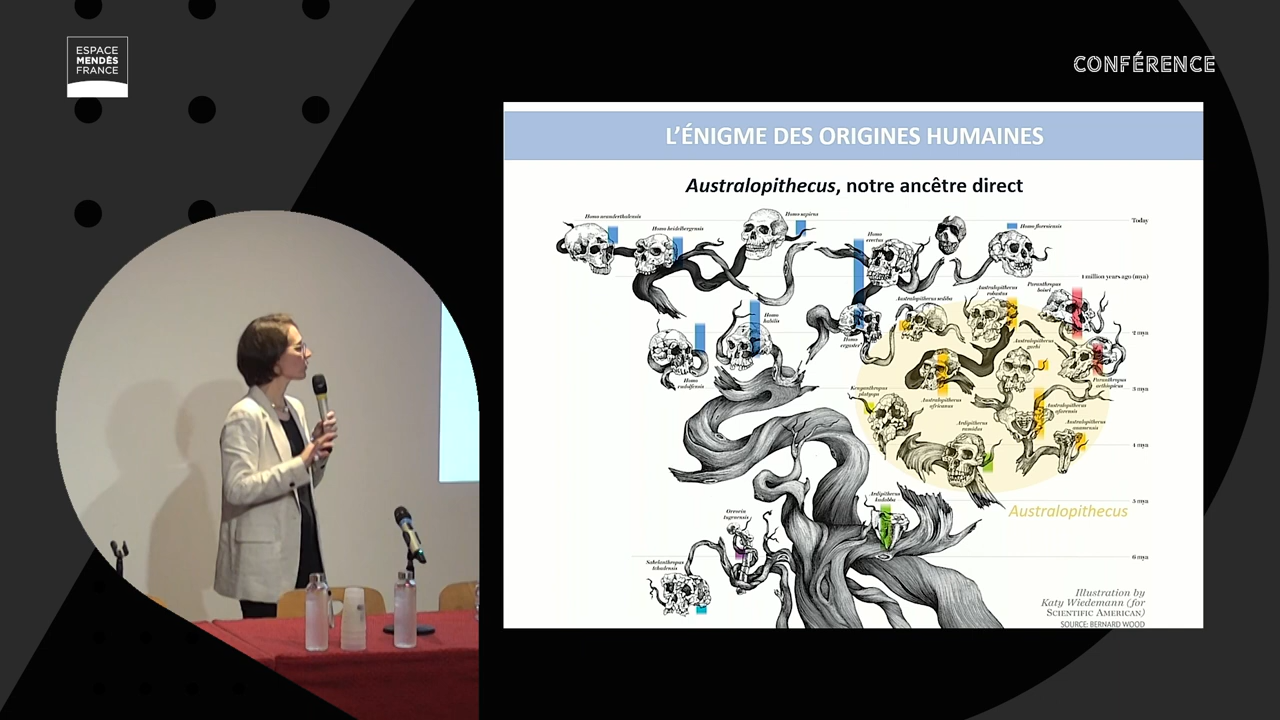 ESPACE
MENDÈS
FRANCE
CONFÉRENCE
L'ÉNIGME DES ORIGINES HUMAINES
Australopithecus, notre ancêtre direct
Homo neanderthalensis
Homo heidelbergensis
Homo sapiens
Homo
erectus
Homo floresiensis
Today
1 million years ago (mya)
Australopithecus sediba
Australopithecus
robustus
Paranthropus
boisei
Homo
habilis
Homo
ergaster
2 mya
Australopithecus
garhi
Homo
rudolfensis
Paranthropus
aethiopicus
3 mya
Kenyanthropus
platyops
Australopithecus
africanus
Australopithecus
afarensis
Ardipithecus
ramidus
Australopithecus
anamensis
4 mya
Ardipithecus
kadabba
5 mya
Australopithecus
Orrorin
tugenensis
6 mya
Sahelanthropus
tchadensis
Illustration by
Katy Wiedemann (for
SCIENTIFIC AMERICAN)
SOURCE: BERNARD WOOD